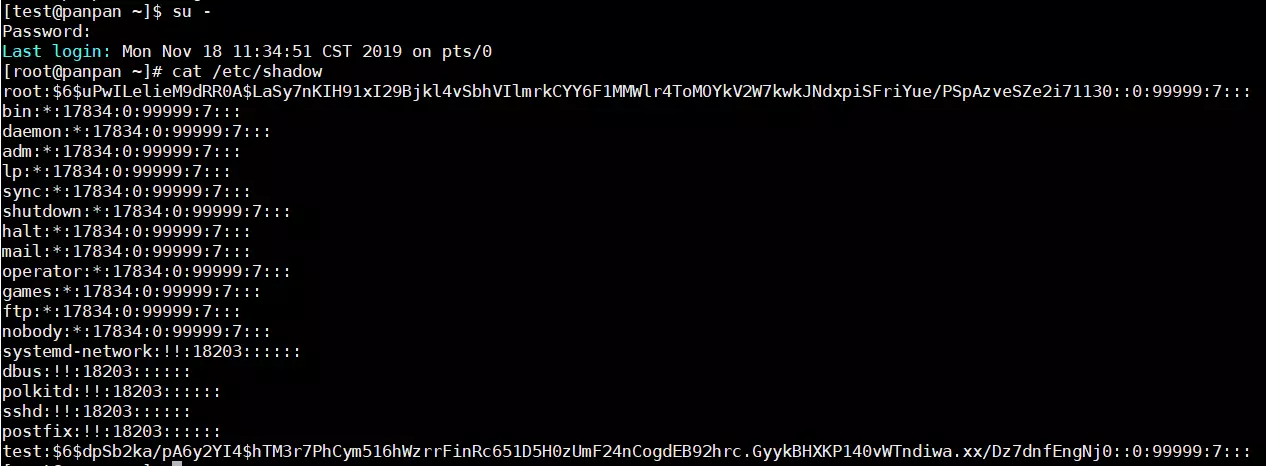 [test@panpan ~]$ su -
Password:
Last login: Mon Nov 18 11:34:51 CST 2019 on pts/0
[root@panpan ~]# cat /etc/shadow
root:$6$uPwILelieM9dRR0A$LaSy7nKIH91xI29Bjkl4vSbhVIlmrkCYY6F1MMWlr4ToMOYkV2W7kwkJNdxpiSFriYue/PSpAzveSZe2i71130::0:99999:7:::
bin:*:17834:0:99999:7:::
daemon:*:17834:0:99999:7:::
adm:*:17834:0:99999:7:::
lp:*:17834:0:99999:7:::
sync:*:17834:0:99999:7:::
shutdown:*:17834:0:99999:7:::
halt:*:17834:0:99999:7:::
mail:*:17834:0:99999:7:::
operator:*:17834:0:99999:7:::
games:*:17834:0:99999:7:::
ftp:*:17834:0:99999:7:::
nobody:*:17834:0:99999:7:::
systemd-network:!!:18203::::::
dbus:!!:18203::::::
polkitd:!!:18203::::::
sshd:!!:18203::::::
postfix:!!:18203::::::
test:$6$dpSb2ka/pA6y2YI4$hTM3r7PhCym516hWzrrFinRc651D5H0zUmF24nCogdEB92hrc.GyykBHXKP140vWTndiwa.xx/Dz7dnfEngNj0::0:99999:7:::